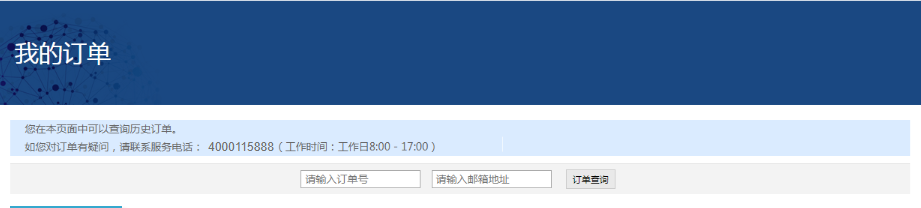 我的订单
您在本页面中可以查询历史订单。
如您对订单有疑问，请联系服务电话： 4000115888（工作时间：工作日8:00 - 17:00）
请输入订单号 请输入邮箱地址 订单查询